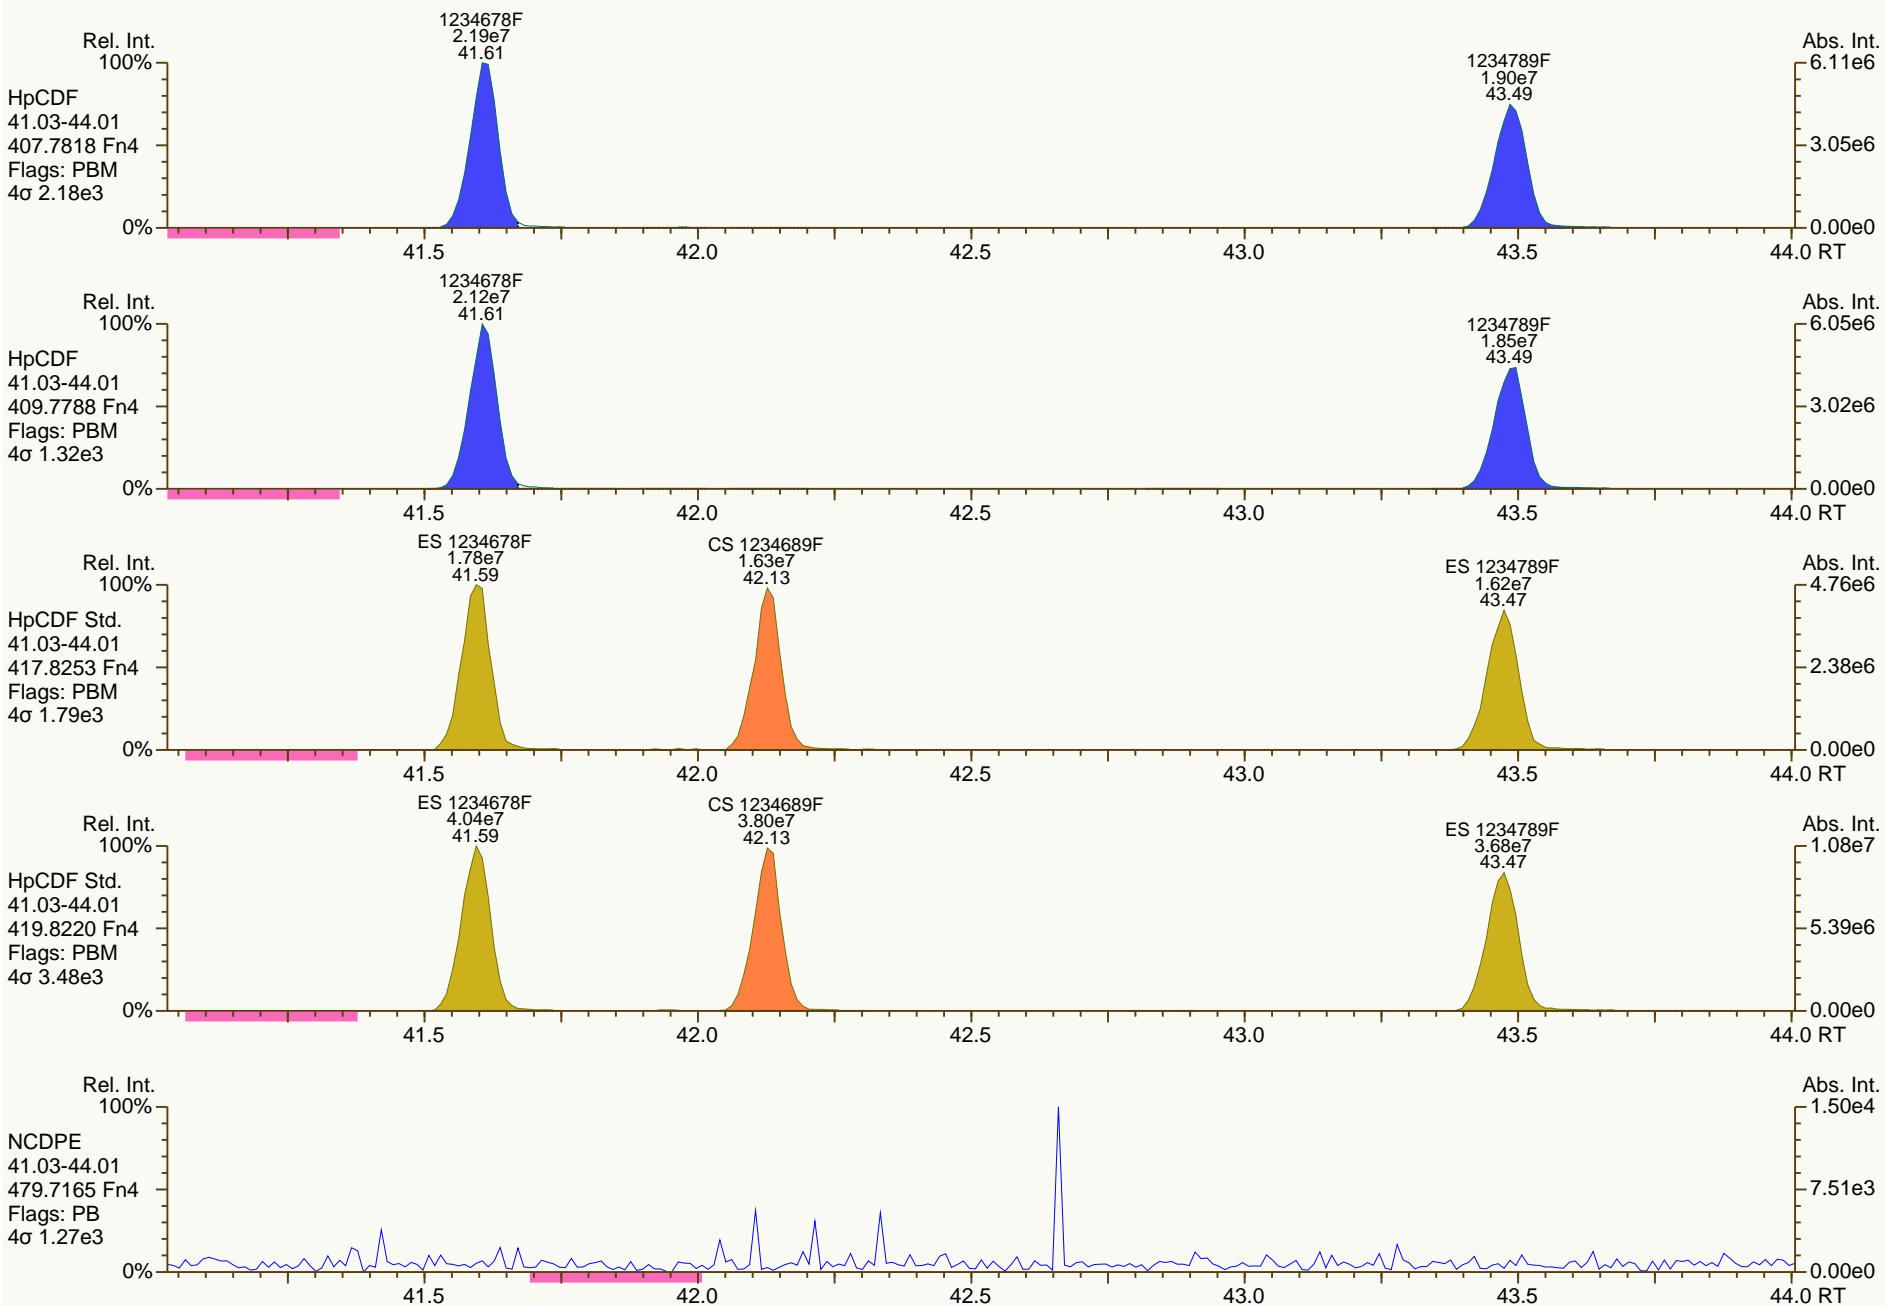 1234678F
2.19e7
41.61
1234789F
1.90e7
43.49
Rel. Int.
Abs. Int.
100%
6.11e6
HpCDF
41.03-44.01
407.7818 Fn4
3.05e6
Flags: PBM
4σ 2.18e3
0%
0.00e0
41.5 42.0 42.5 43.0 43.5 44.0 RT
1234678F
2.12e7
41.61
1234789F
1.85e7
43.49
Rel. Int.
Abs. Int.
100%
6.05e6
HpCDF
41.03-44.01
409.7788 Fn4
3.02e6
Flags: PBM
4σ 1.32e3
0%
0.00e0
41.5 42.0 42.5 43.0 43.5 44.0 RT
ES 1234678F
1.78e7
41.59
CS 1234689F
1.63e7
42.13
ES 1234789F
1.62e7
43.47
Rel. Int.
Abs. Int.
100%
4.76e6
HpCDF Std.
41.03-44.01
417.8253 Fn4
2.38e6
Flags: PBM
4σ 1.79e3
0%
0.00e0
41.5 42.0 42.5 43.0 43.5 44.0 RT
ES 1234678F
4.04e7
41.59
CS 1234689F
3.80e7
42.13
ES 1234789F
3.68e7
43.47
Rel. Int.
Abs. Int.
100%
1.08e7
HpCDF Std.
41.03-44.01
419.8220 Fn4
5.39e6
Flags: PBM
4σ 3.48e3
0%
0.00e0
41.5 42.0 42.5 43.0 43.5 44.0 RT
Rel. Int.
Abs. Int.
100%
1.50e4
NCDPE
41.03-44.01
479.7165 Fn4
7.51e3
Flags: PB
4σ 1.27e3
0%
0.00e0
41.5 42.0 42.5 43.0 43.5 44.0 RT